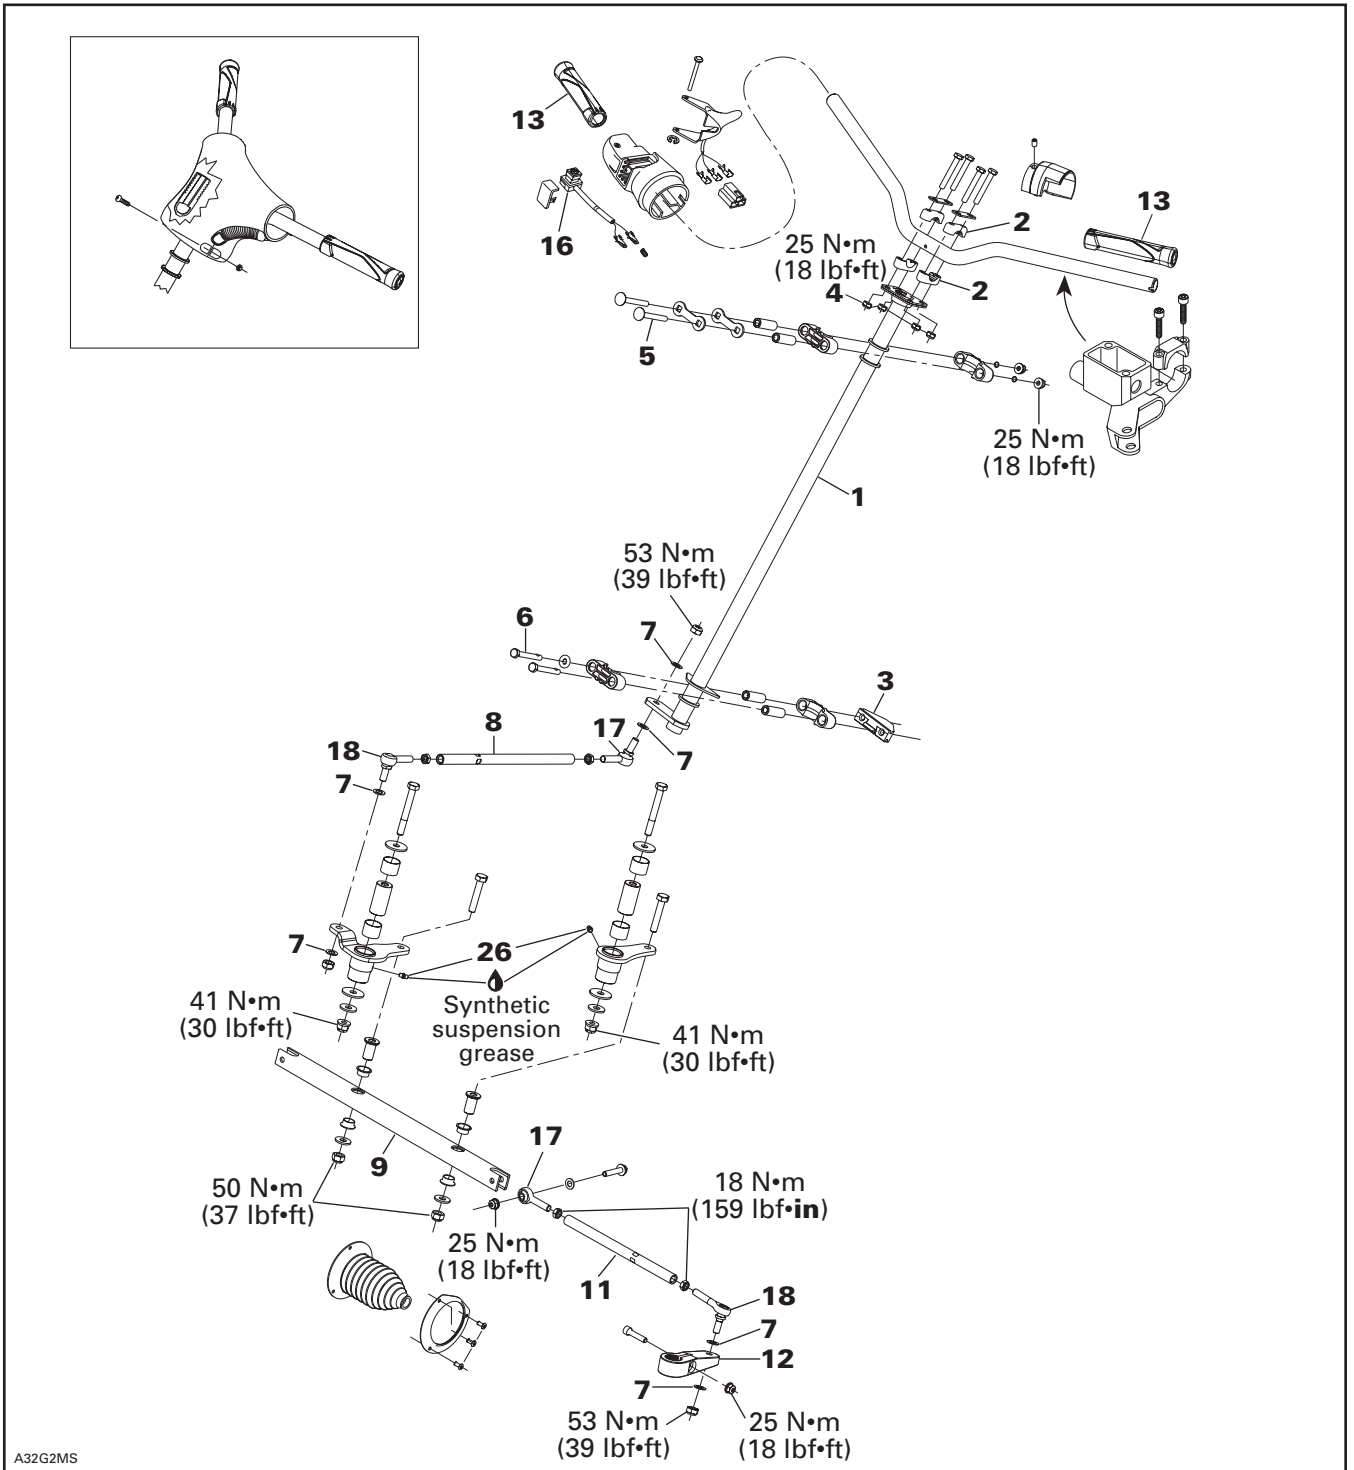 13
16
25 N•m
(18 lbf•ft)
4
2
2
13
5
25 N•m
(18 lbf•ft)
1
53 N•m
(39 lbf•ft)
6
7
3
8
17
18
7
7
7
26
Synthetic
suspension
grease
41 N•m
(30 lbf•ft)
41 N•m
(30 lbf•ft)
9
17
50 N•m
(37 lbf•ft)
18 N•m
(159 lbf•in)
25 N•m
(18 lbf•ft)
11
18
7
12
7
53 N•m
(39 lbf•ft)
25 N•m
(18 lbf•ft)
A32G2MS